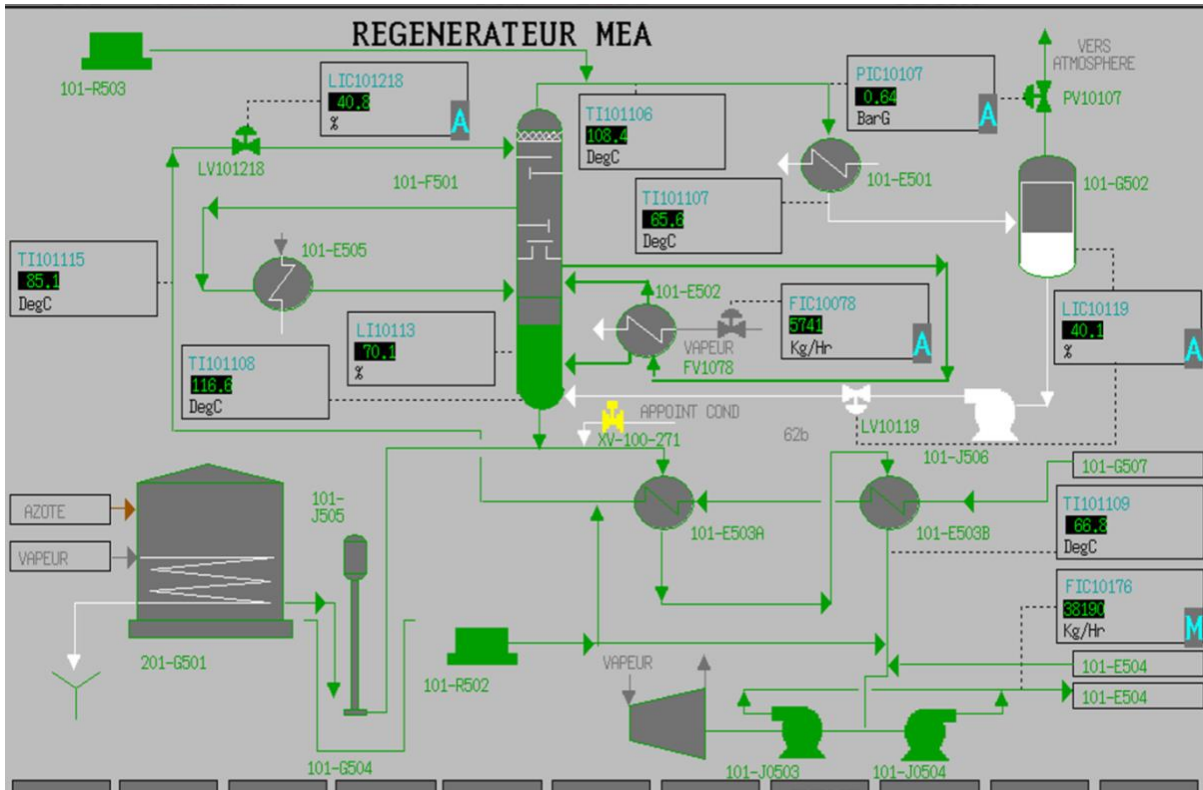 REGENERATEUR MEA
101-R503
LIC101218
40.8
%
A
LV101218
TI101106
108.4
DegC
PIC10107
0.64
BarG
A
VERS
ATMOSPHERE
PV10107
101-F501
101-E501
101-G502
TI101107
65.6
DegC
TI101115
85.1
DegC
101-E505
101-E502
FIC10078
5741
Kg/Hr
A
VAPEUR
FV1078
LIC10119
40.1
%
A
LI10113
70.1
%
TI101108
116.6
DegC
APPOINT COND
XV-100-271
62b
LV10119
101-J506
101-G507
AZOTE
VAPEUR
101-
J505
101-E503A
101-E503B
TI101109
66.8
DegC
FIC10176
38190
Kg/Hr
M
201-G501
101-R502
VAPEUR
101-E504
101-E504
101-G504
101-J0503
101-J0504